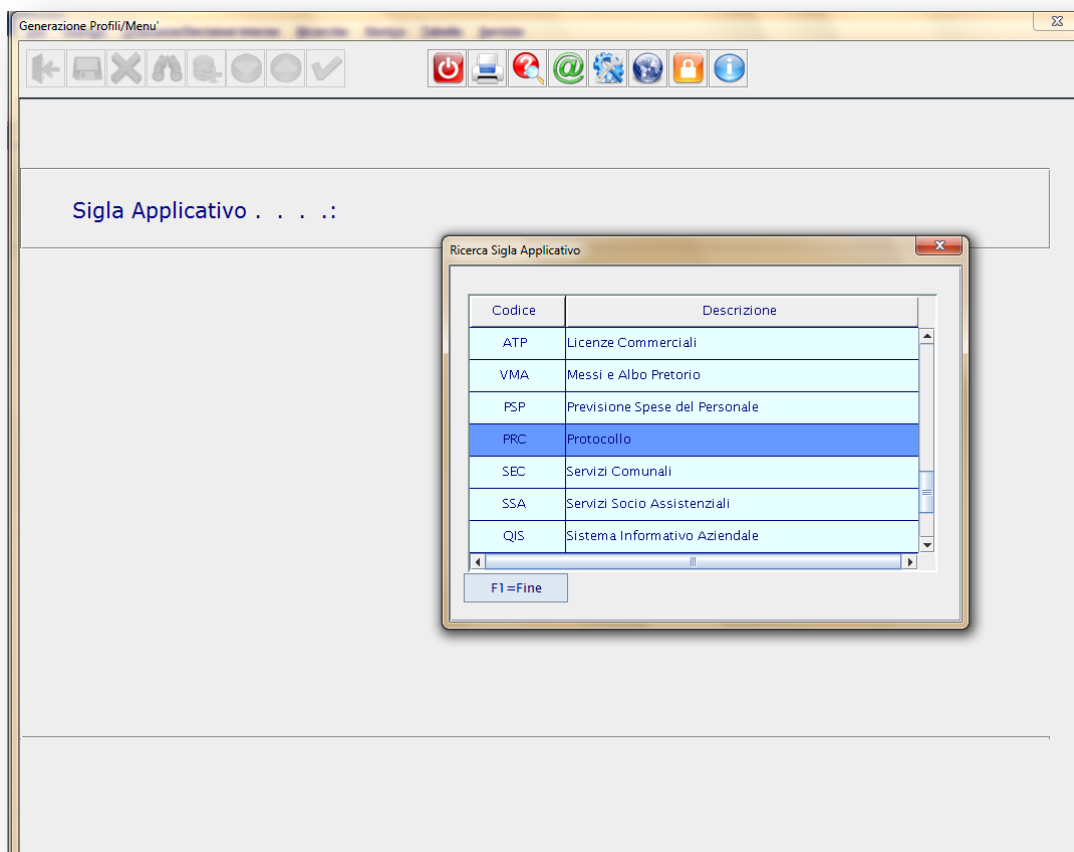 Generazione Profili/Menu'
Sigla Applicativo . . . .:
Ricerca Sigla Applicativo
Codice Descrizione
ATP Licenze Commerciali
VMA Messi e Albo Pretorio
PSP Previsione Spese del Personale
PRC Protocollo
SEC Servizi Comunali
SSA Servizi Socio Assistenziali
QIS Sistema Informativo Aziendale
F1=Fine